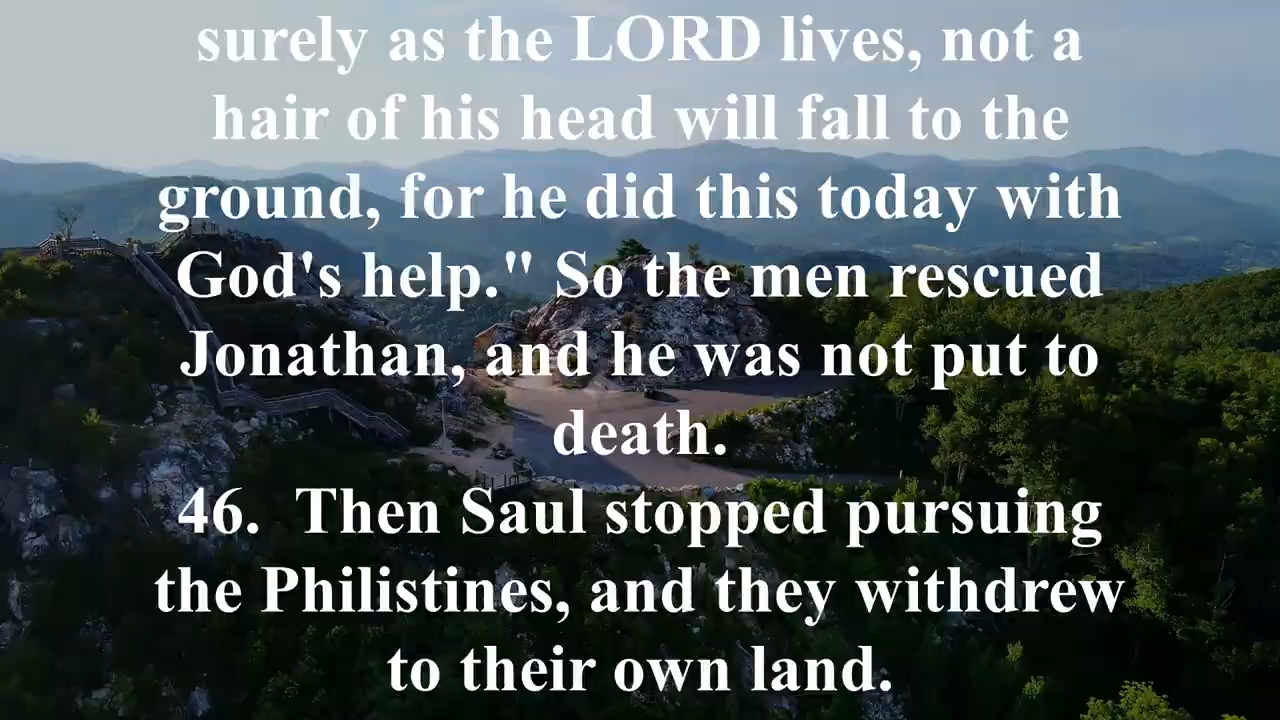 surely as the LORD lives, not a
hair of his head will fall to the
ground, for he did this today with
God's help." So the men rescued
Jonathan, and he was not put to
death.
46. Then Saul stopped pursuing
the Philistines, and they withdrew
to their own land.